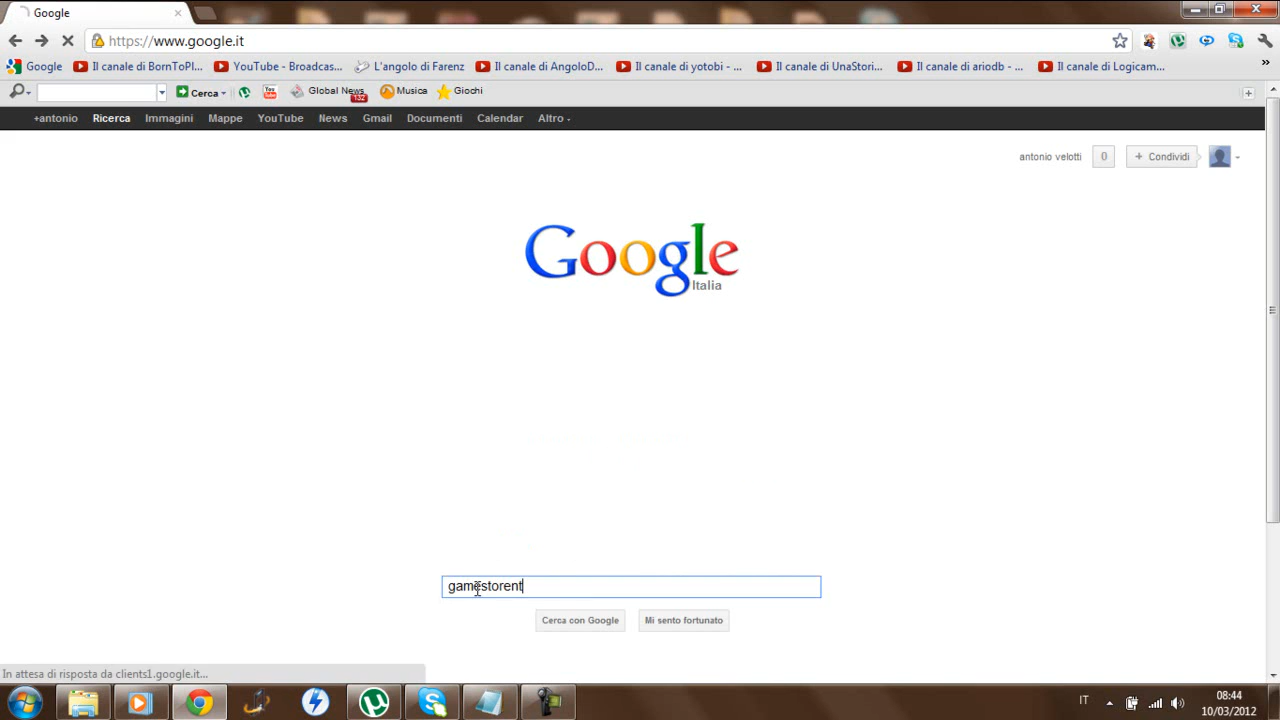 Google
https://www.google.it
Google Il canale di BornToPl... YouTube - Broadcast... L'angolo di Farenz Il canale di AngoloD... Il canale di yotobi - ... Il canale di UnaStori... Il canale di ariodb - ... Il canale di Logicam... »
Cerca You Tube Global News 132 Musica Giochi
+antonio Ricerca Immagini Mappe YouTube News Gmail Documenti Calendar Altro
antonio velotti 0 + Condividi
Google
Italia
gamestorent
Cerca con Google Mi sento fortunato
In attesa di risposta da clients1.google.it...
IT 08:44
10/03/2012